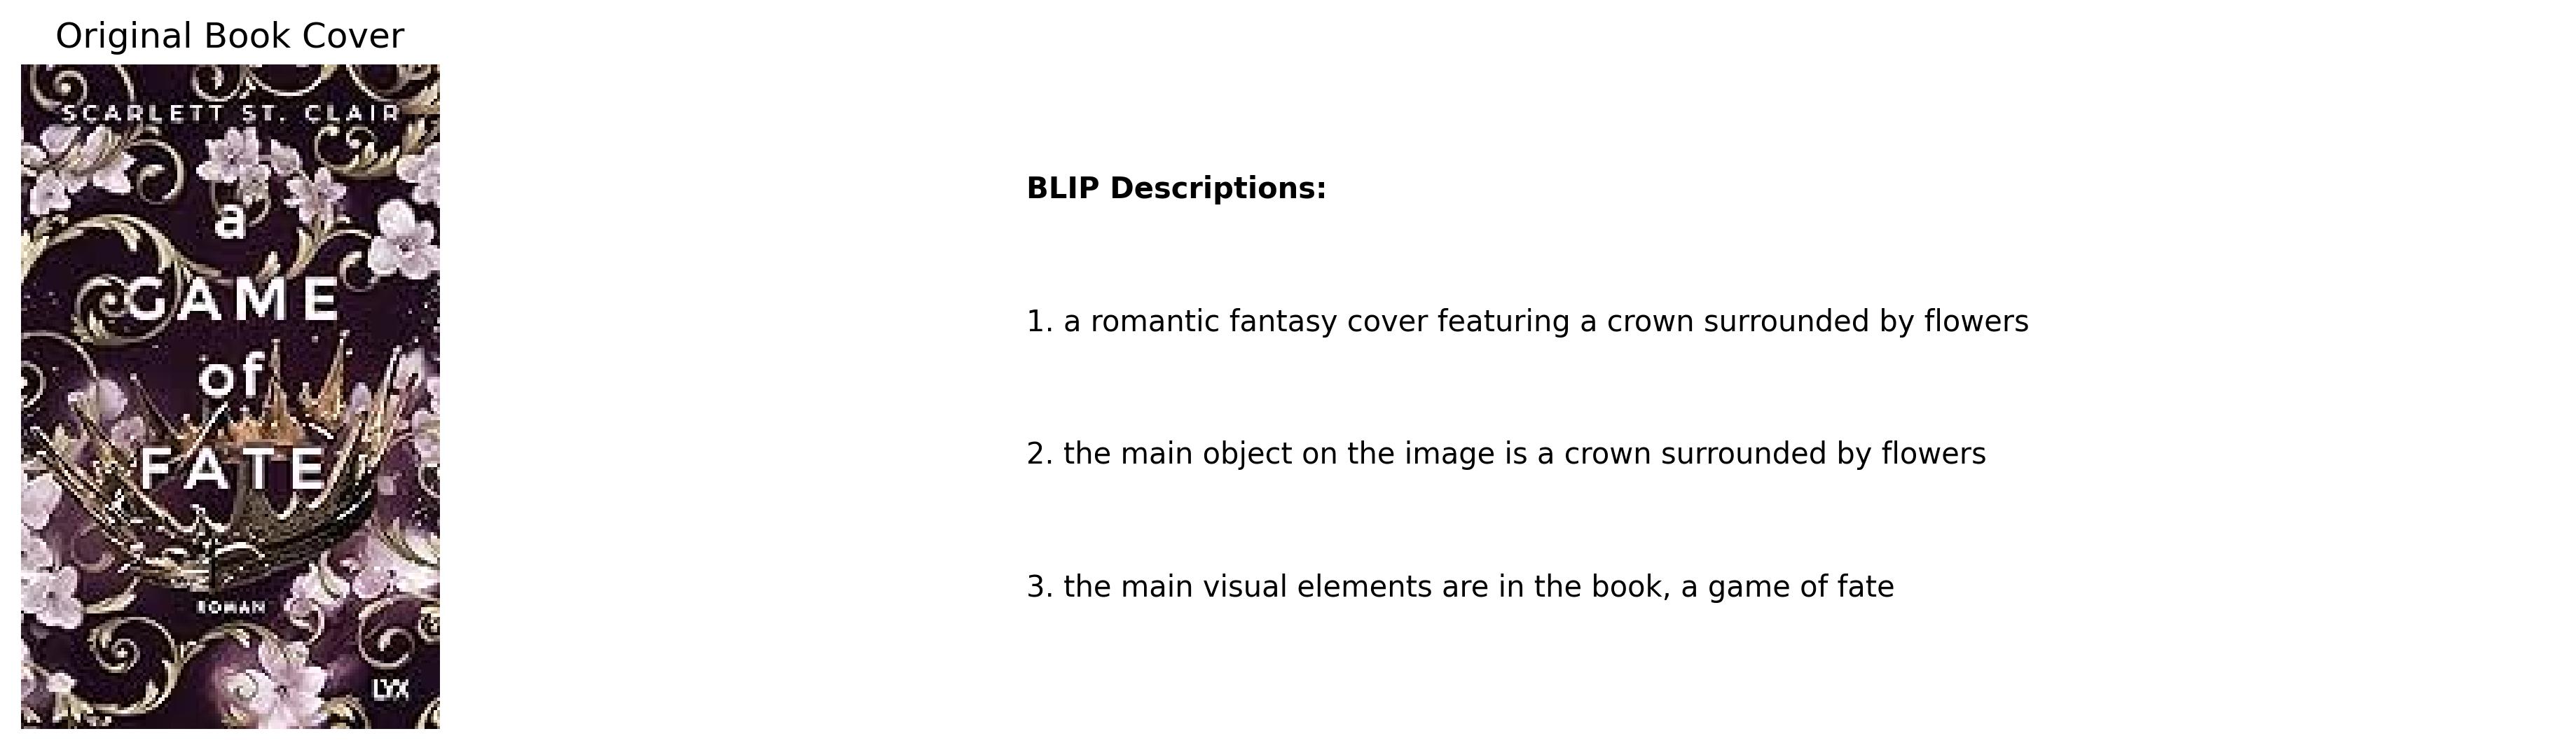 Original Book Cover
SCARLETT ST. CLAIR
a
GAME
of
FATE
ROMAN
LYX
BLIP Descriptions:
1. a romantic fantasy cover featuring a crown surrounded by flowers
2. the main object on the image is a crown surrounded by flowers
3. the main visual elements are in the book, a game of fate